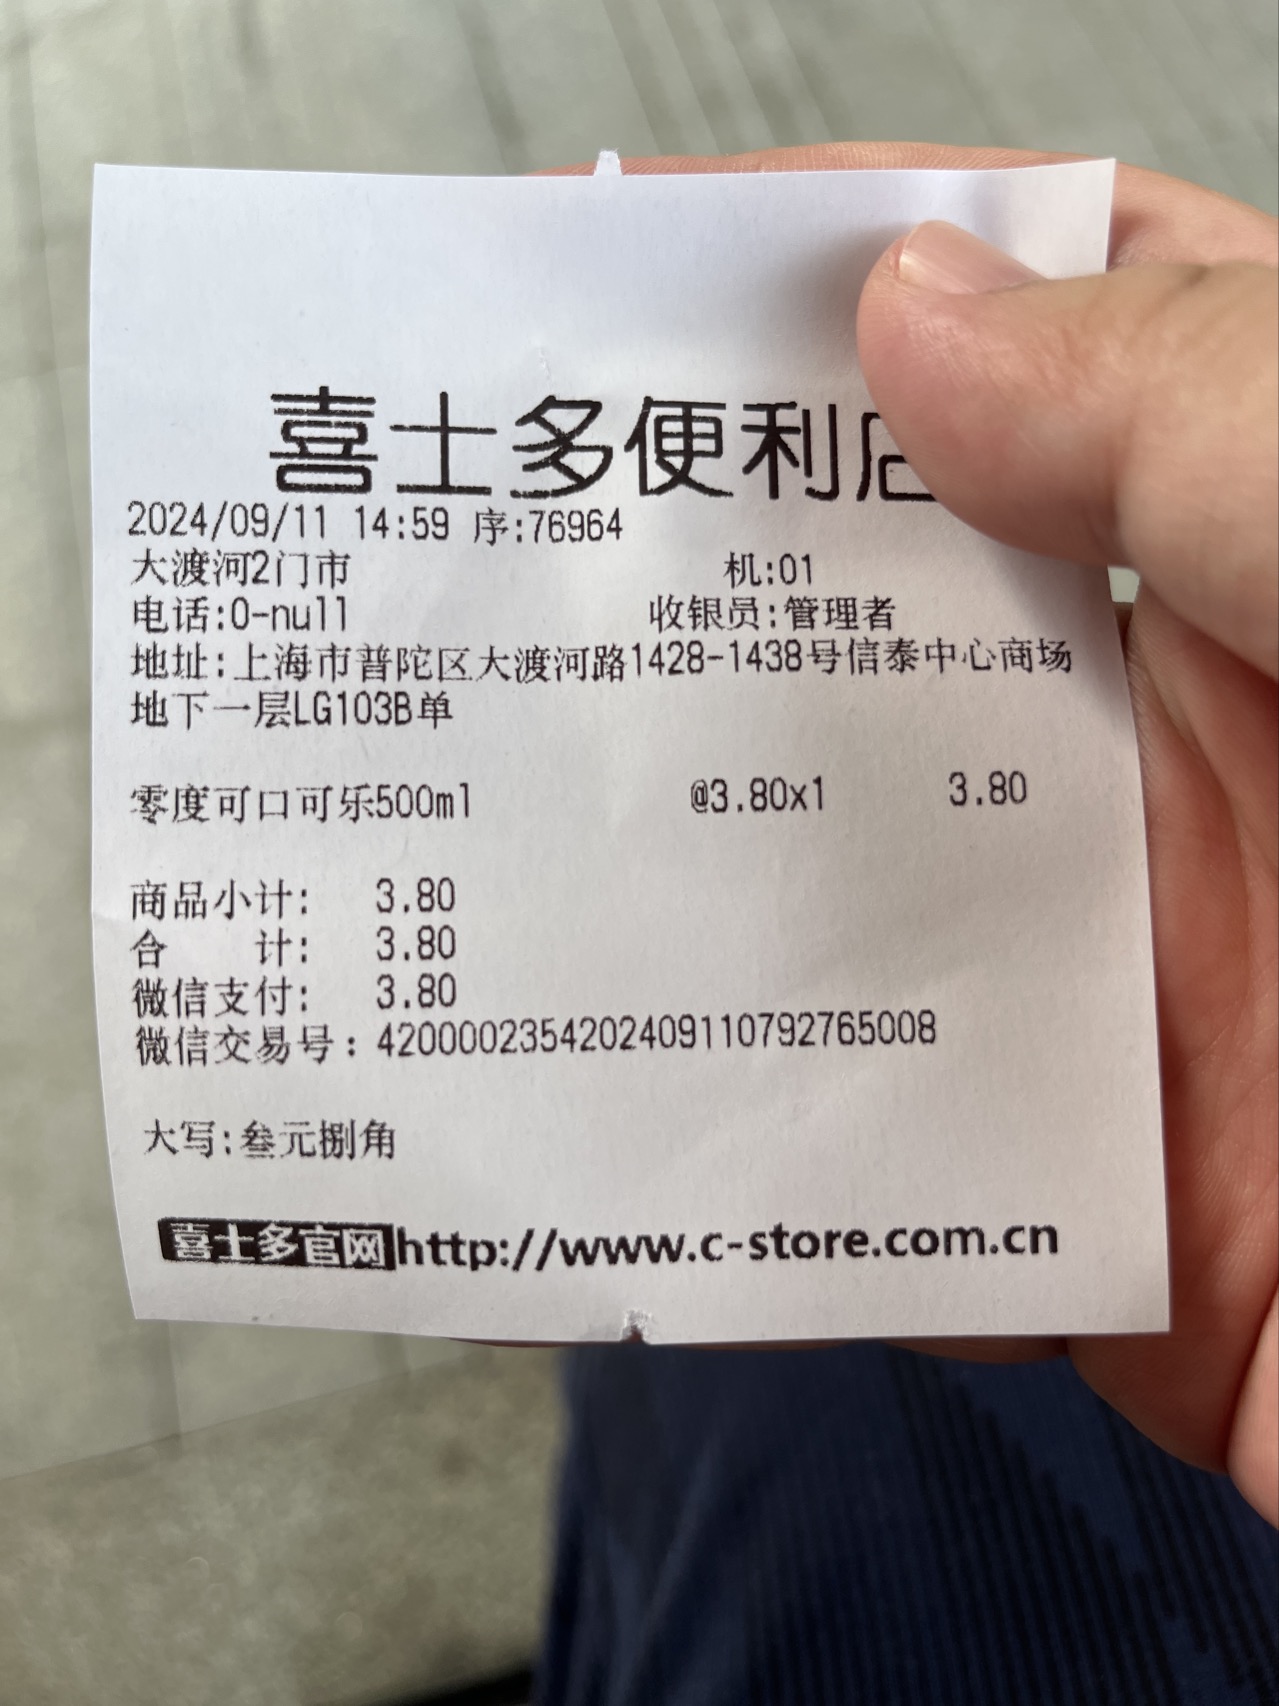 喜士多便利店
2024/09/11 14:59 序:76964
大渡河2门市 机:01
电话:0-null 收银员:管理者
地址:上海市普陀区大渡河路1428-1438号信泰中心商场
地下一层LG103B单
零度可口可乐500ml @3.80x1 3.80
商品小计: 3.80
合 计: 3.80
微信支付: 3.80
微信交易号：4200002354202409110792765008
大写:叁元捌角
喜士多官网http://www.c-store.com.cn